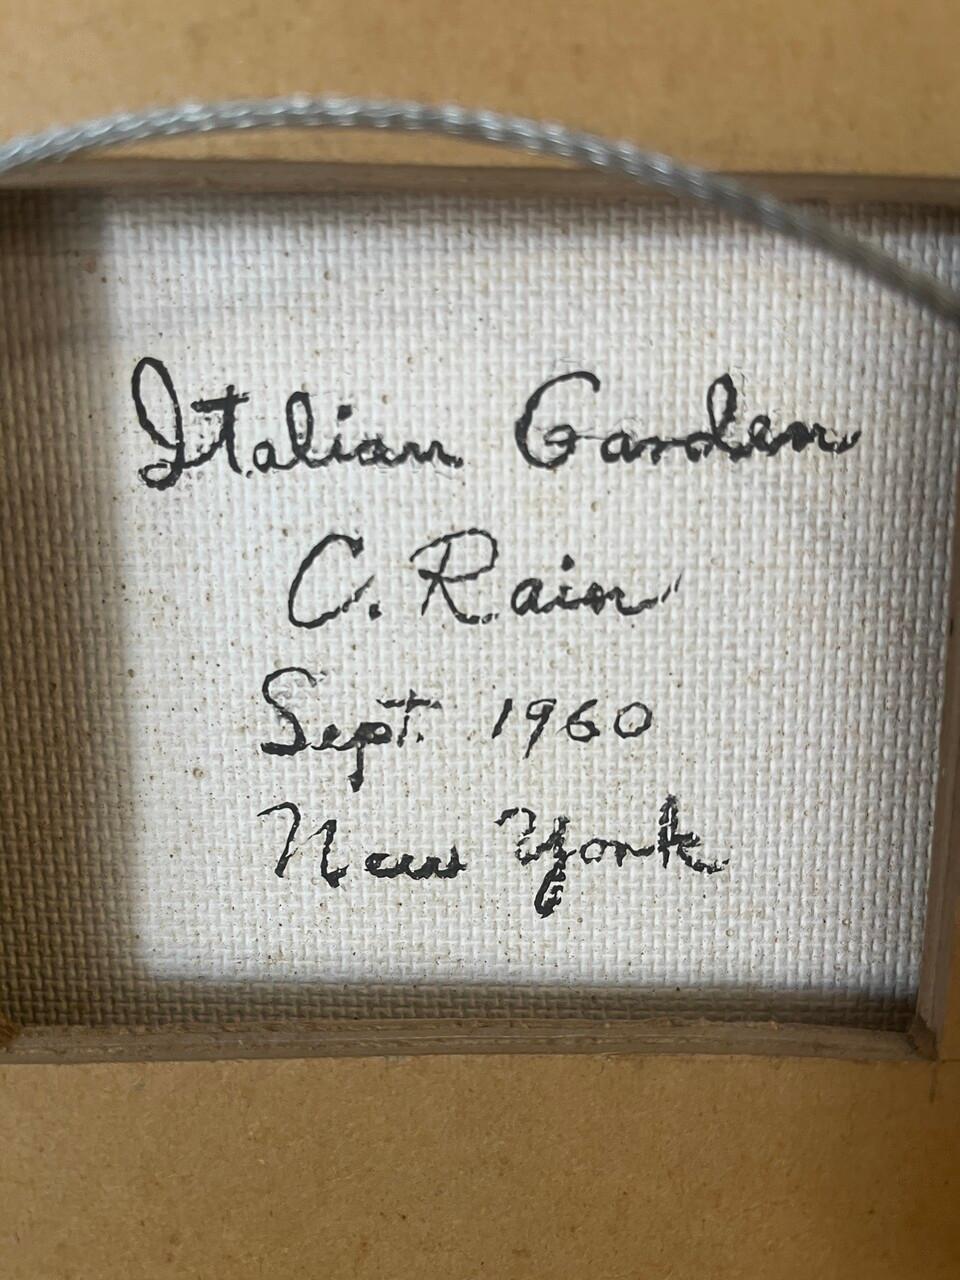 Italian Garden
C. Rain
Sept. 1960
New York